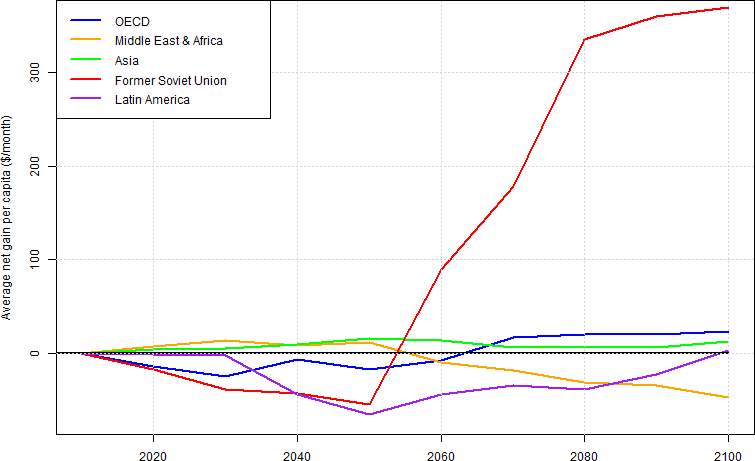 OECD
Middle East & Africa
Asia
Former Soviet Union
Latin America
Average net gain per capita ($/month)
300
200
100
0
2020 2040 2060 2080 2100